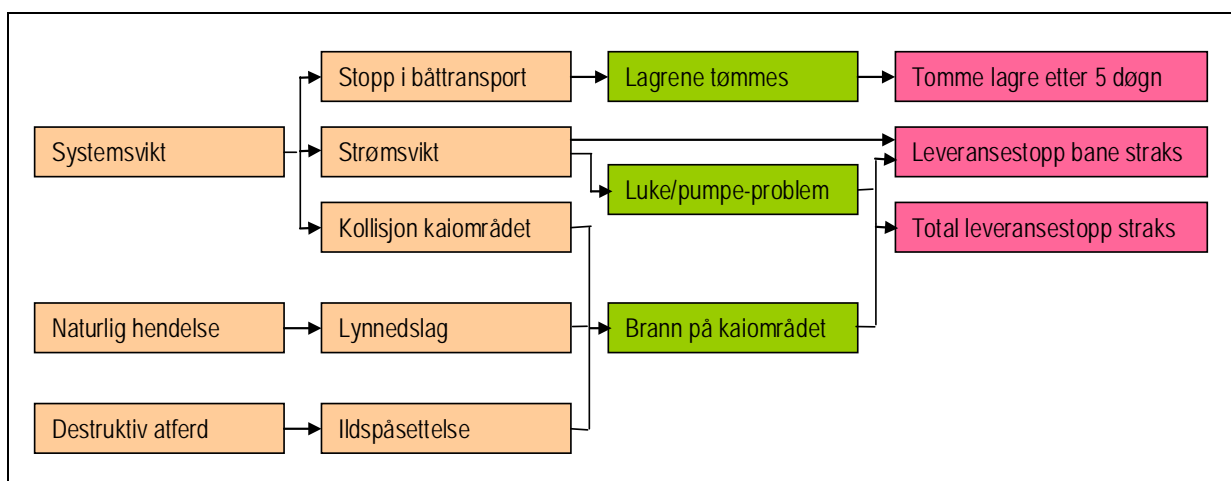 Stopp i båttransport
Lagrene tømmes
Tomme lagre etter 5 døgn
Systemsvikt
Strømsvikt
Leveransestopp bane straks
Luke/pumpe-problem
Kollisjon kaiområdet
Total leveransestopp straks
Naturlig hendelse
Lynnedslag
Brann på kaiområdet
Destruktiv atferd
Ildspåsettelse